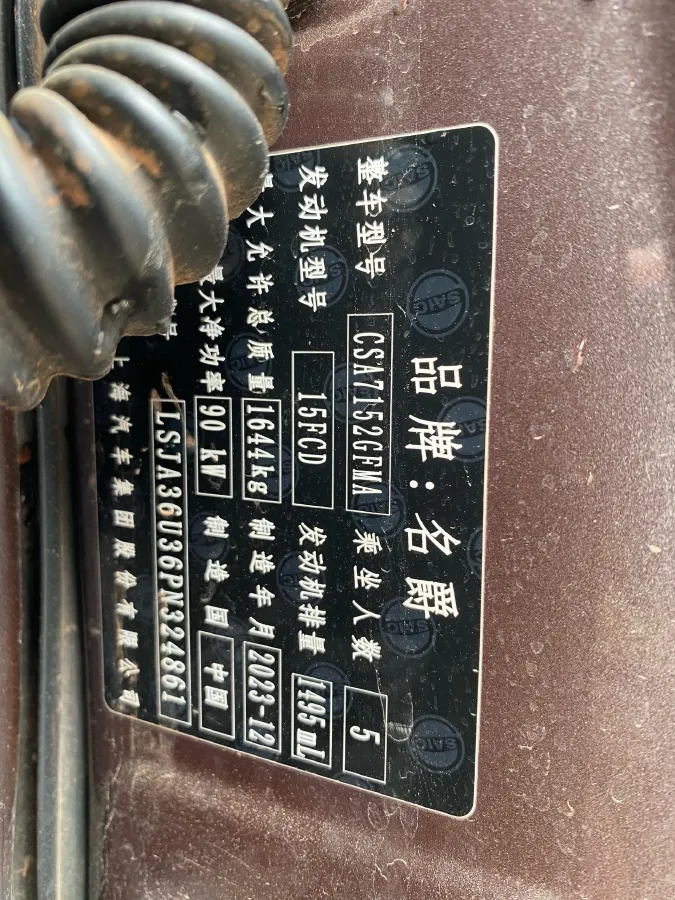 品牌：名爵
整车型号 CSA7152GFMA 乘坐人数 5
发动机型号 15FCD 发动机排量 1495 mL
最大允许总质量 1644kg 制造年月 2023-12
最大净功率 90 kW 制造国 中国
号 LSJA36U36PN324861
上海汽车集团股份有限公司